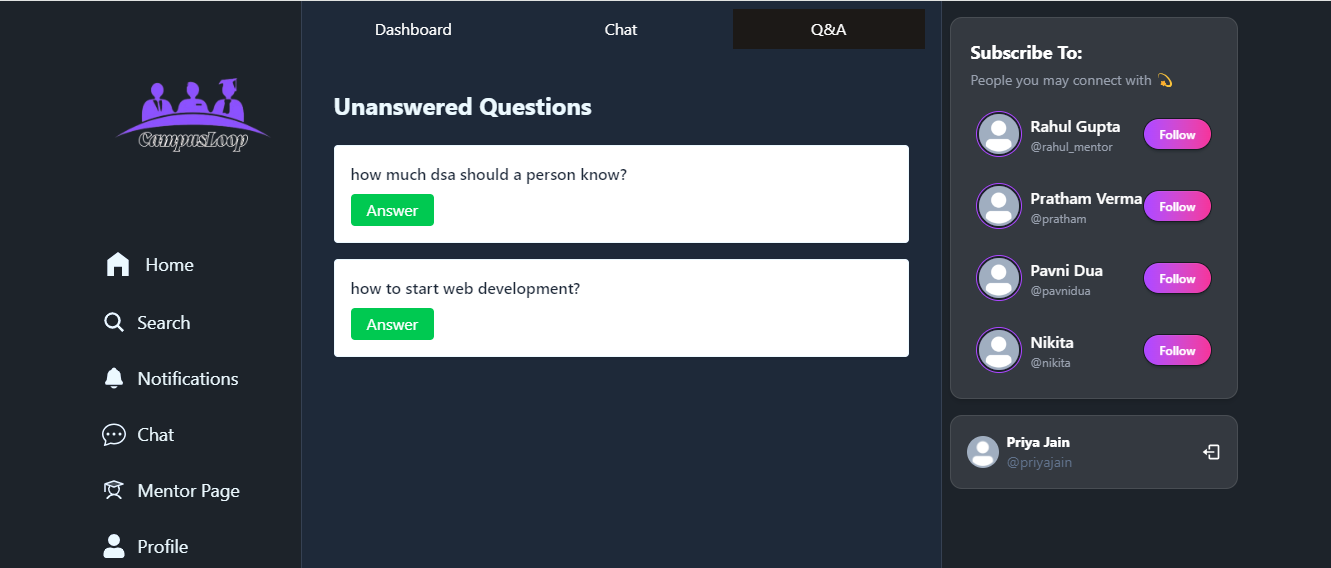 CampusLoop
Home
Search
Notifications
Chat
Mentor Page
Profile
Dashboard Chat Q&A
Unanswered Questions
how much dsa should a person know?
Answer
how to start web development?
Answer
Subscribe To:
People you may connect with 💫
Rahul Gupta
@rahul_mentor
Follow
Pratham Verma
@pratham
Follow
Pavni Dua
@pavnidua
Follow
Nikita
@nikita
Follow
Priya Jain
@priyajain